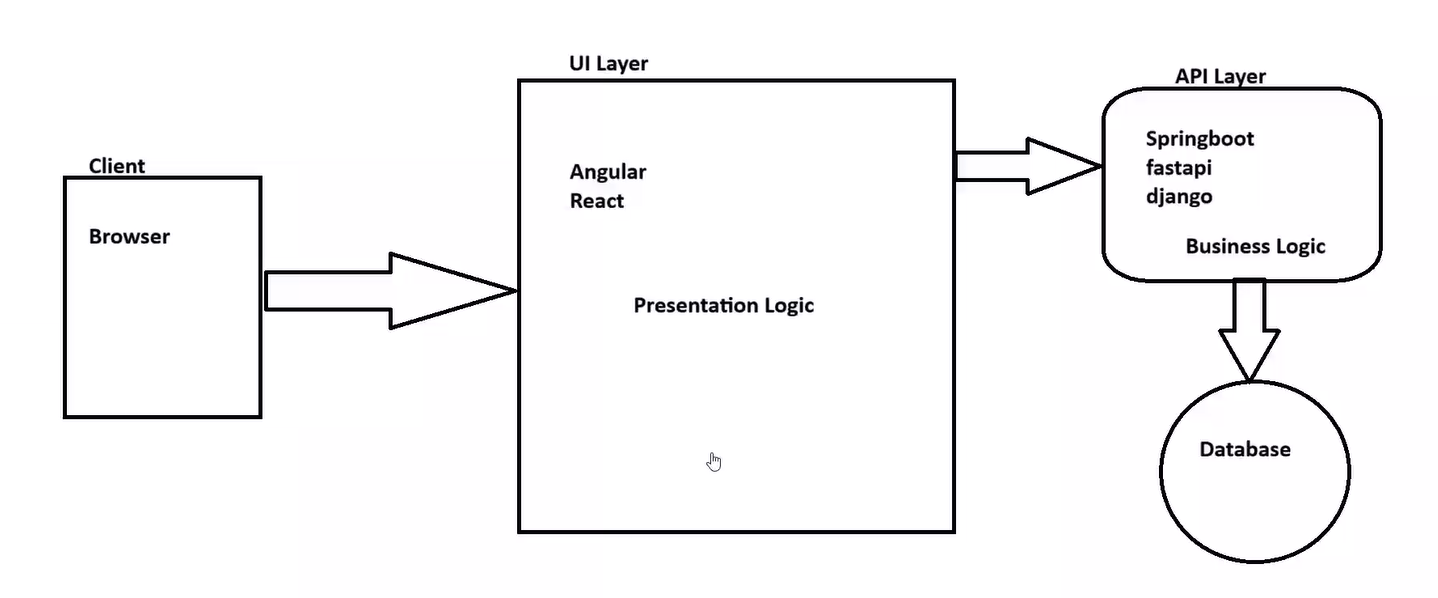 Client
Browser
UI Layer
Angular
React
Presentation Logic
API Layer
Springboot
fastapi
django
Business Logic
Database